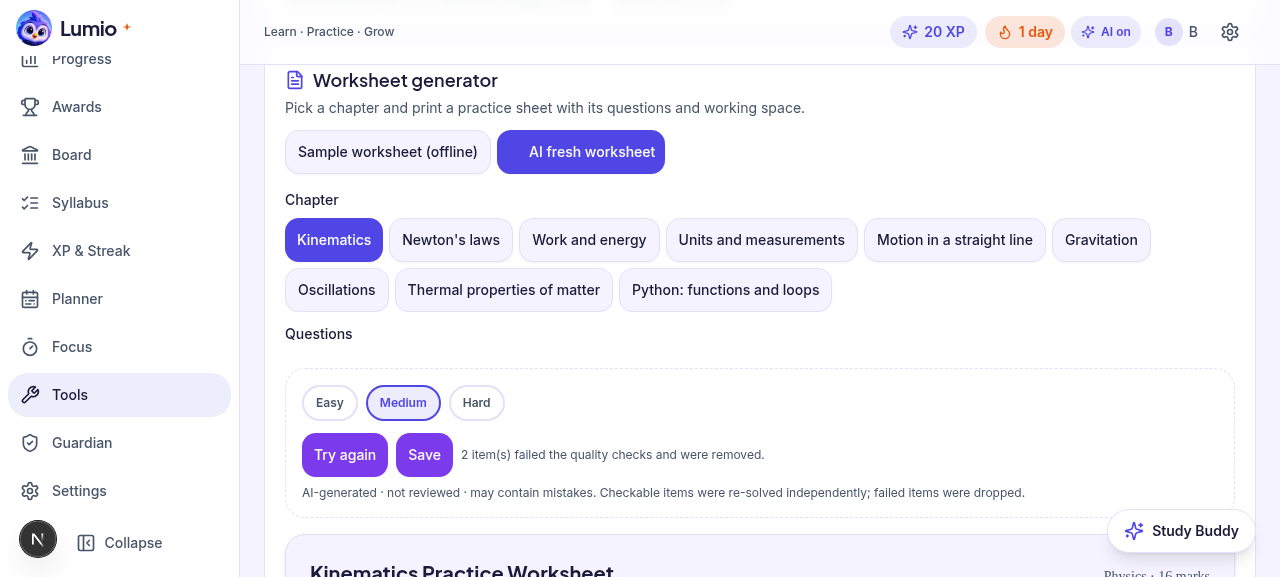 Lumio
Learn · Practice · Grow
20 XP
1 day
AI on
B
B
Progress
Awards
Board
Syllabus
XP & Streak
Planner
Focus
Tools
Guardian
Settings
N
Collapse
Worksheet generator
Pick a chapter and print a practice sheet with its questions and working space.
Sample worksheet (offline)
AI fresh worksheet
Chapter
Kinematics
Newton's laws
Work and energy
Units and measurements
Motion in a straight line
Gravitation
Oscillations
Thermal properties of matter
Python: functions and loops
Questions
Easy
Medium
Hard
Try again
Save
2 item(s) failed the quality checks and were removed.
AI-generated · not reviewed · may contain mistakes. Checkable items were re-solved independently; failed items were dropped.
Study Buddy
Kinematics Practice Worksheet
Physics · 16 marks